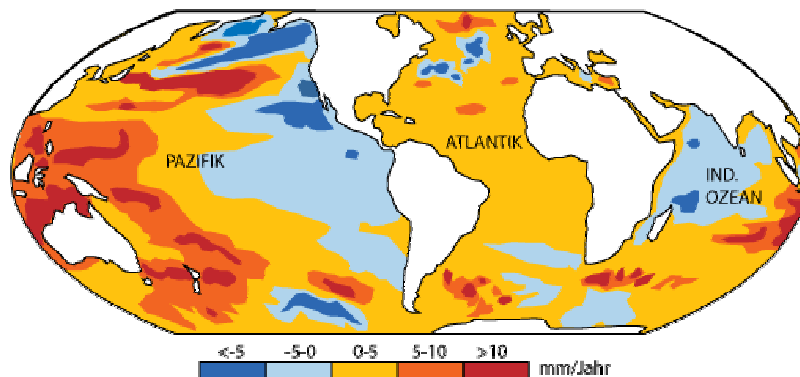 PAZIFIK
ATLANTIK
IND.
OZEAN
<-5 -5-0 0-5 5-10 >10 mm/Jahr